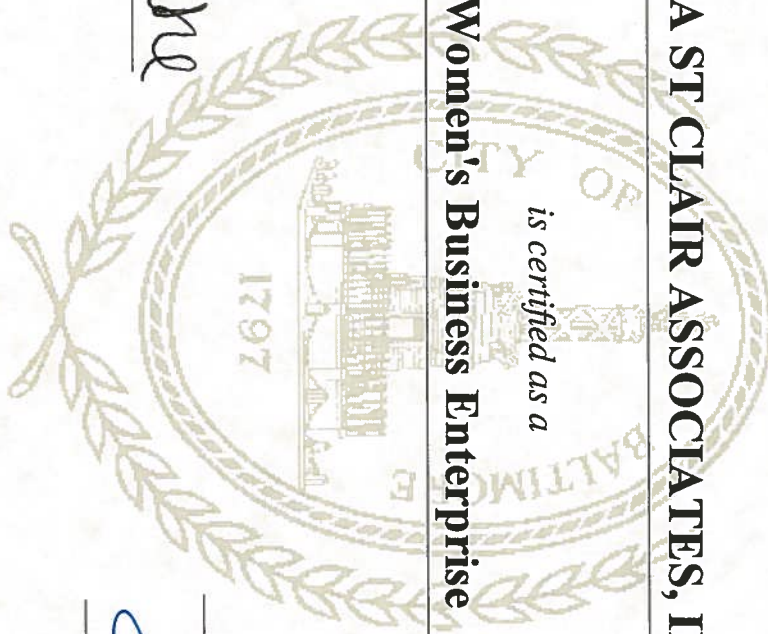 A ST CLAIR ASSOCIATES, I
is certified as a
Women's Business Enterprise
CITY OF BALTIMORE
1797